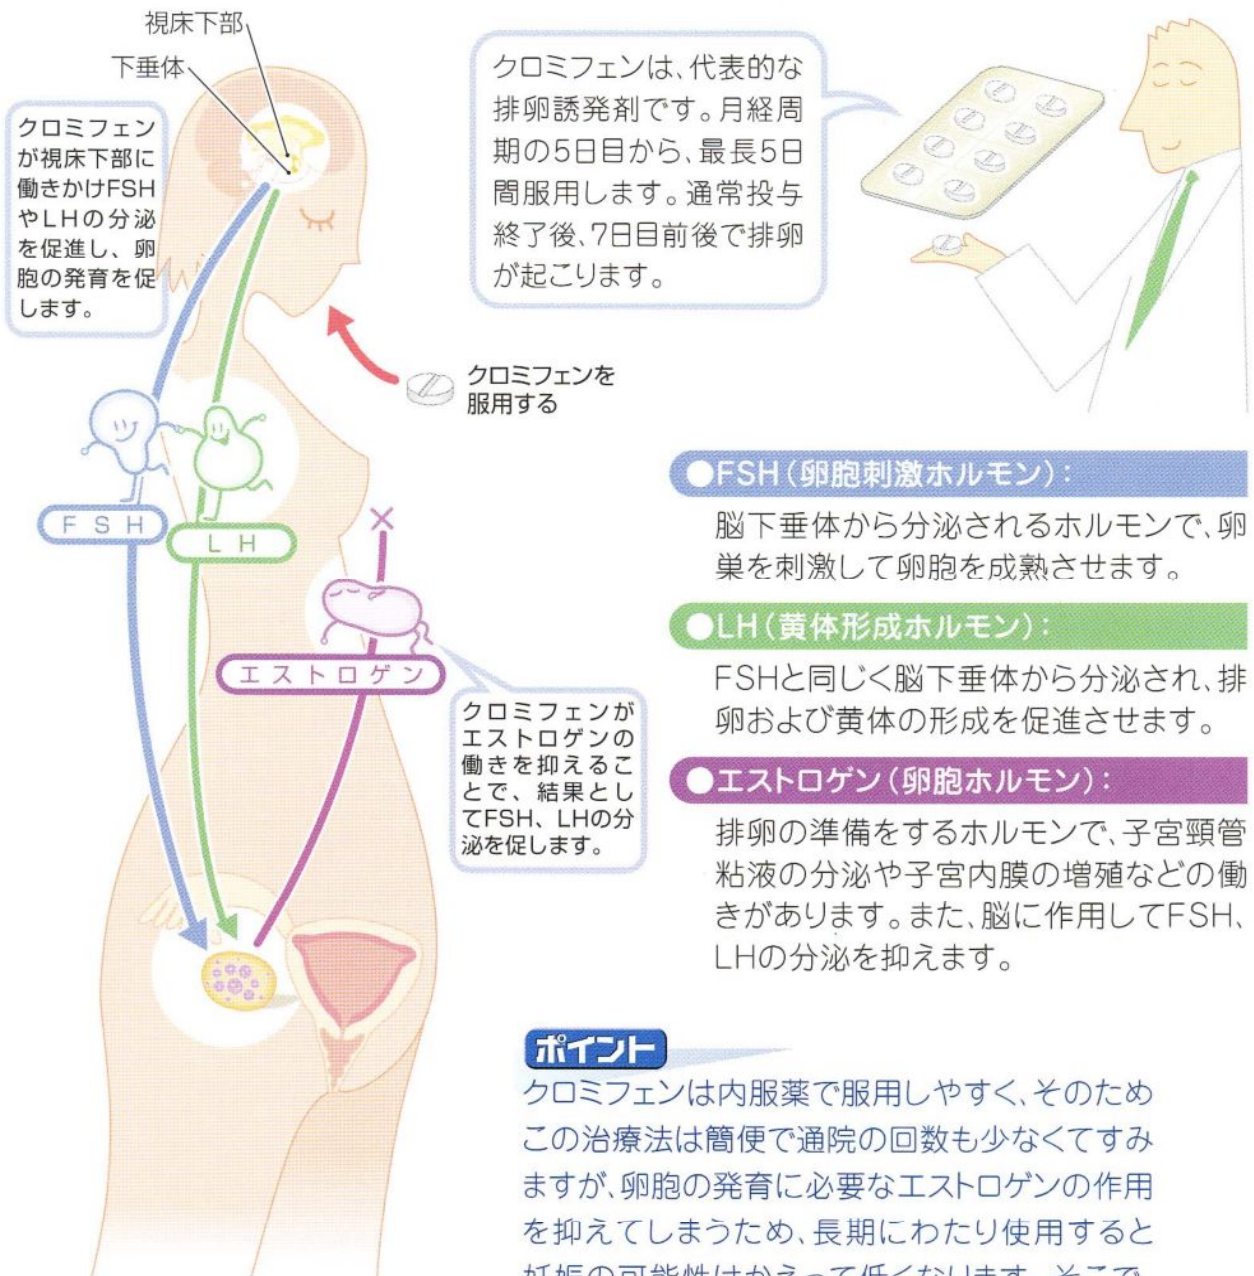 視床下部
下垂体
クロミフェン
が視床下部に
働きかけFSH
やLHの分泌
を促進し、卵
胞の発育を促
します。
クロミフェンは、代表的な
排卵誘発剤です。月経周
期の5日目から、最長5日
間服用します。通常投与
終了後、7日目前後で排卵
が起こります。
クロミフェンを
服用する
FSH
LH
エストロゲン
クロミフェンが
エストロゲンの
働きを抑えるこ
とで、結果とし
てFSH、LHの分
泌を促します。
●FSH(卵胞刺激ホルモン):
脳下垂体から分泌されるホルモンで、卵
巣を刺激して卵胞を成熟させます。
●LH(黄体形成ホルモン):
FSHと同じく脳下垂体から分泌され、排
卵および黄体の形成を促進させます。
●エストロゲン(卵胞ホルモン):
排卵の準備をするホルモンで、子宮頸管
粘液の分泌や子宮内膜の増殖などの働
きがあります。また、脳に作用してFSH、
LHの分泌を抑えます。
ポイント
クロミフェンは内服薬で服用しやすく、そのため
この治療法は簡便で通院の回数も少なくてすみ
ますが、卵胞の発育に必要なエストロゲンの作用
を抑えてしまうため、長期にわたり使用すると
妊娠の可能性はかえって低くなります。そこで、